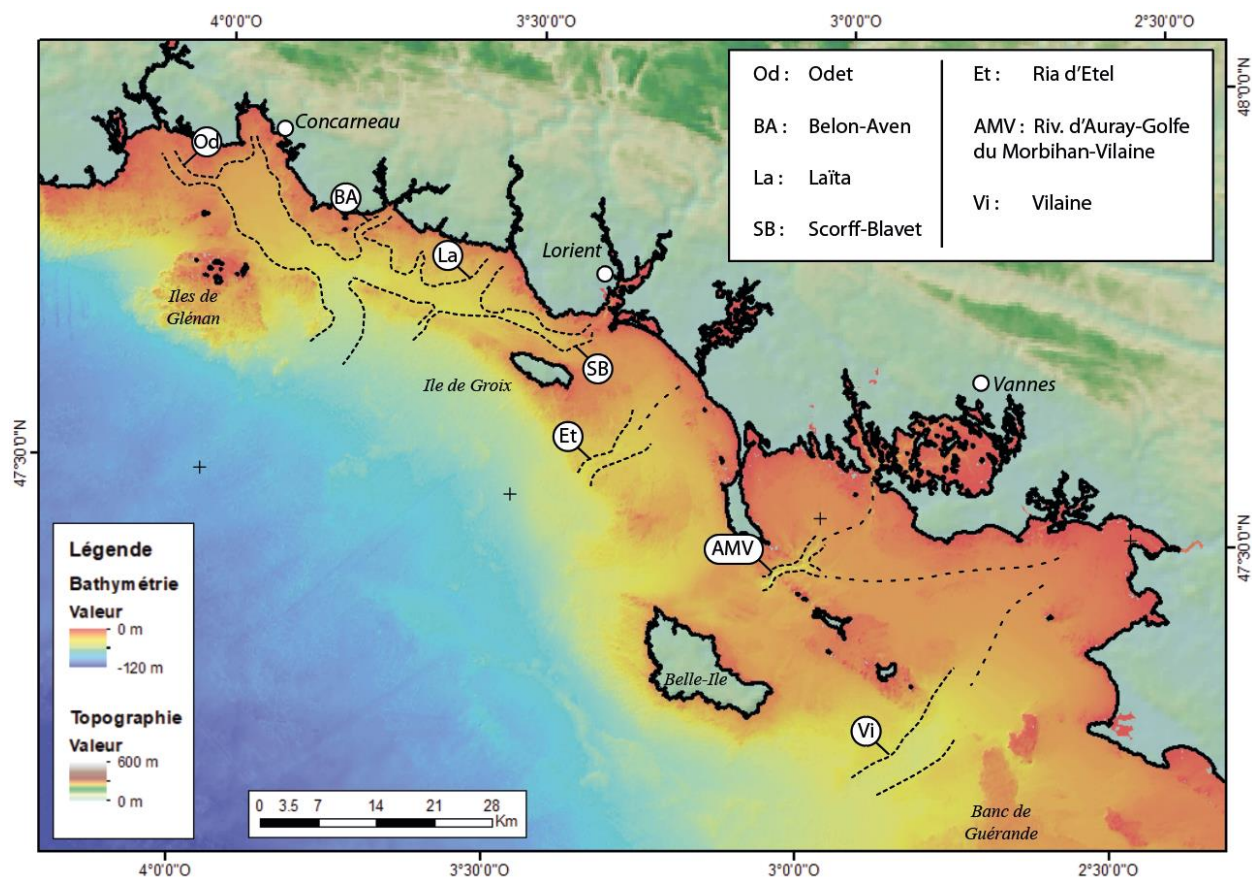 4°0'0"O
3°30'0"O
3°0'0"O
2°30'0"O
48°0'0"N
47°30'0"N
47°30'0"N
Od : Odet
BA : Belon-Aven
La : Laïta
SB : Scorff-Blavet
Et : Ria d'Etel
AMV : Riv. d'Auray-Golfe
du Morbihan-Vilaine
Vi : Vilaine
Od
Concarneau
BA
La
Lorient
Iles de
Glénan
SB
Ile de Groix
Vannes
Et
AMV
Belle-Ile
Vi
Banc de
Guérande
Légende
Bathymétrie
Valeur
0 m
-120 m
Topographie
Valeur
600 m
0 m
0 3.5 7 14 21 28
Km
4°0'0"O
3°30'0"O
3°0'0"O
2°30'0"O